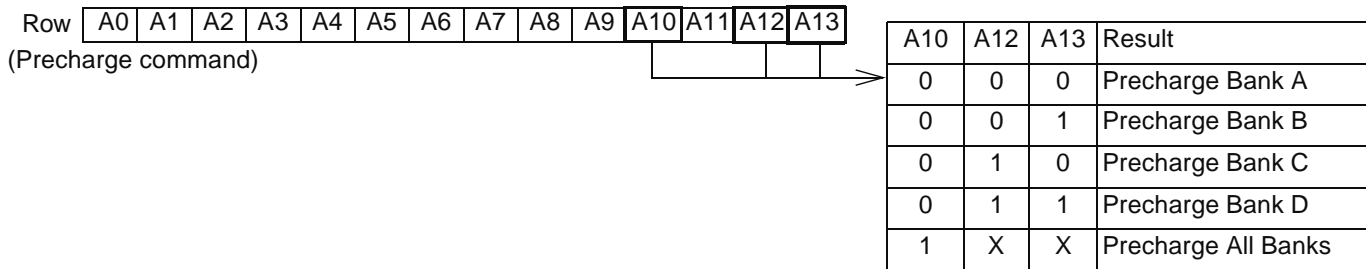 Row A0 A1 A2 A3 A4 A5 A6 A7 A8 A9 A10 A11 A12 A13
(Precharge command)
A10 A12 A13 Result
0 0 0 Precharge Bank A
0 0 1 Precharge Bank B
0 1 0 Precharge Bank C
0 1 1 Precharge Bank D
1 X X Precharge All Banks